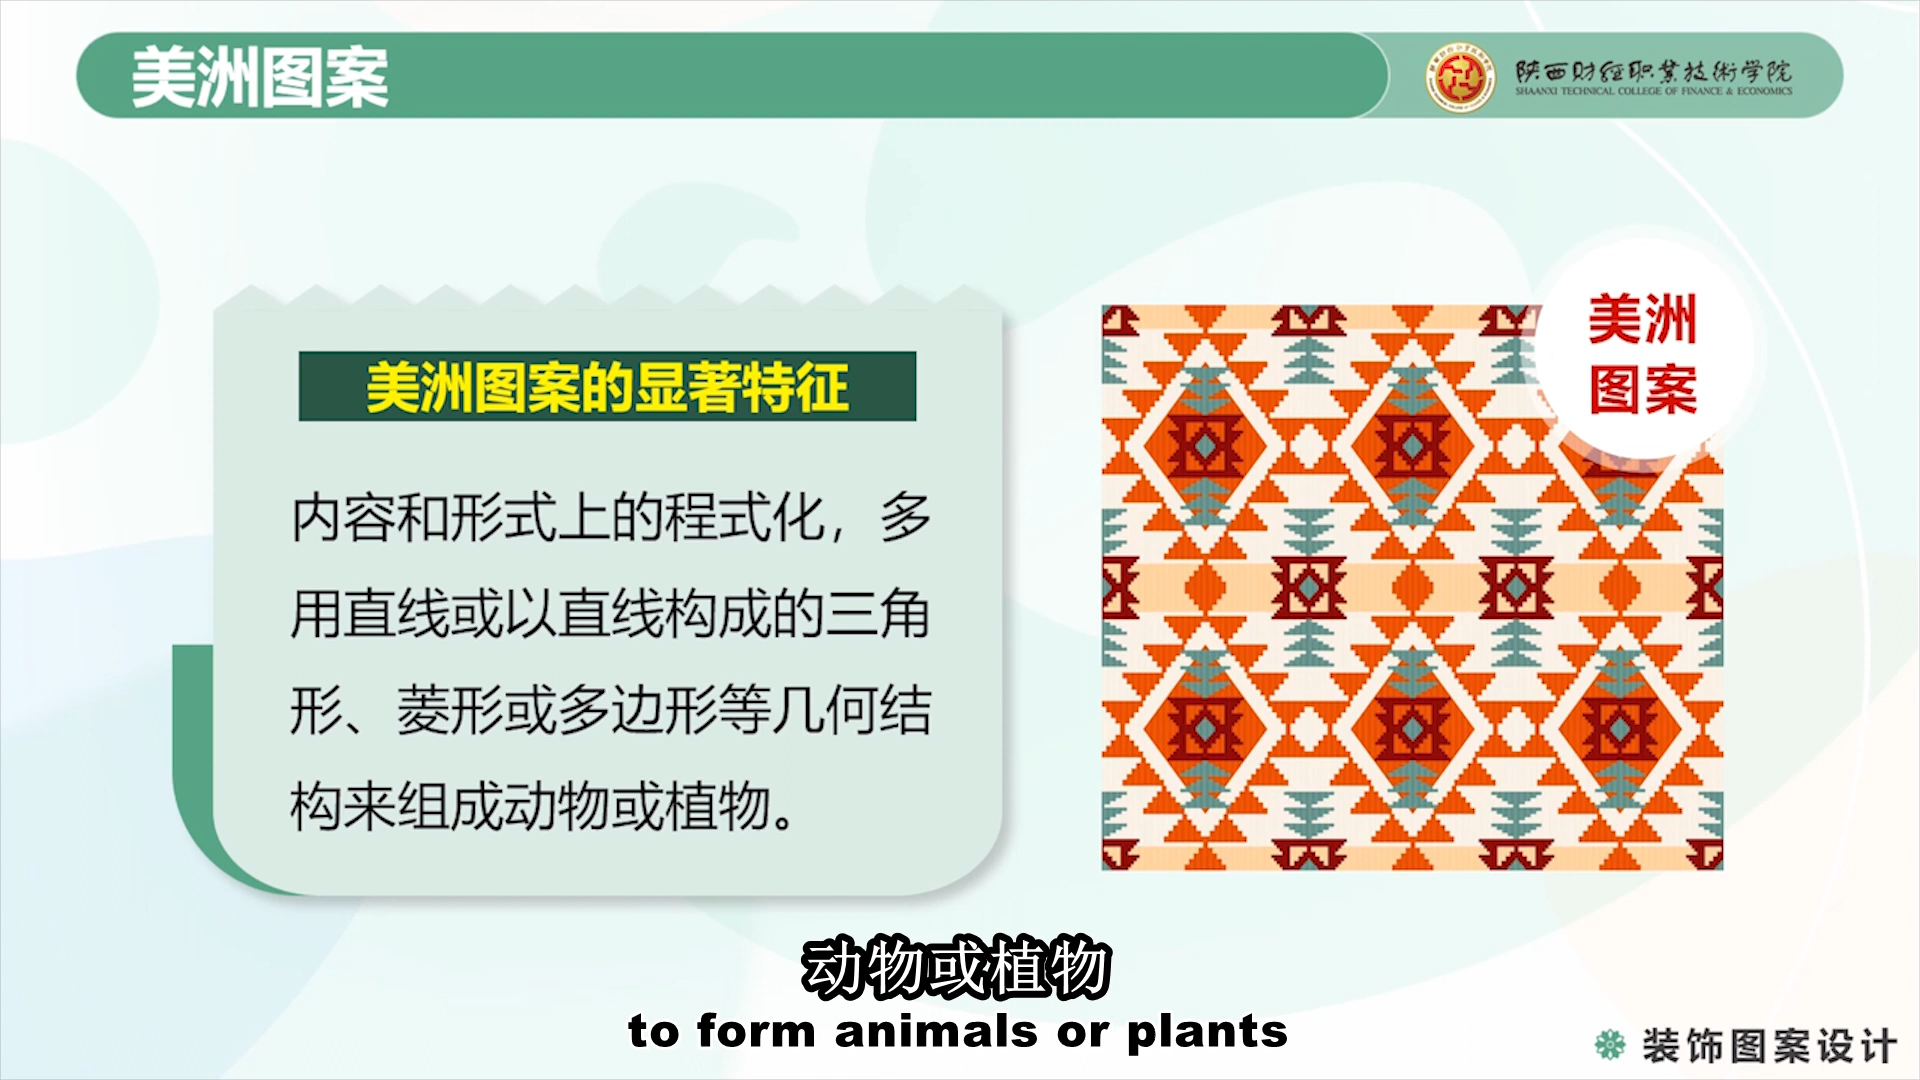 美洲图案
陕西财经职业技術学院
SHAANXI TECHNICAL COLLEGE OF FINANCE & ECONOMICS
美洲图案的显著特征
内容和形式上的程式化，多
用直线或以直线构成的三角
形、菱形或多边形等几何结
构来组成动物或植物。
美洲
图案
动物或植物
to form animals or plants
装饰图案设计